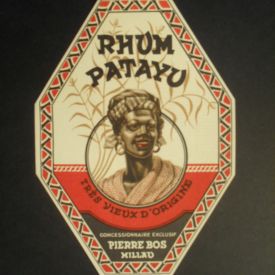 RHUM
PATAYU
TRÈS VIEUX D'ORIGINE
CONCESSIONNAIRE EXCLUSIF
PIERRE BOS
MILLAU